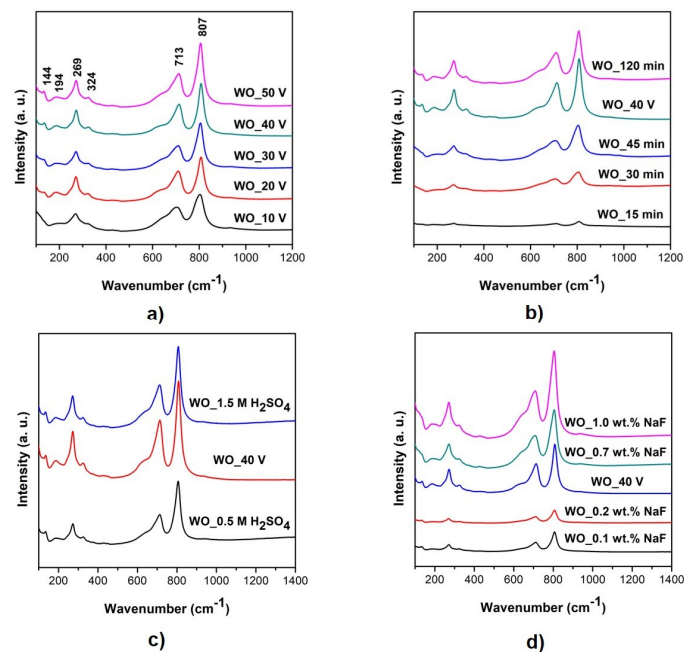 144
194
269
324
713
807
WO_50 V
WO_40 V
WO_30 V
WO_20 V
WO_10 V
Intensity (a. u.)
200 400 600 800 1000 1200
Wavenumber (cm-1)
a)
WO_120 min
WO_40 V
WO_45 min
WO_30 min
WO_15 min
Intensity (a. u.)
200 400 600 800 1000 1200
Wavenumber (cm-1)
b)
WO_1.5 M H2SO4
WO_40 V
WO_0.5 M H2SO4
Intensity (a. u.)
200 400 600 800 1000 1200 1400
Wavenumber (cm-1)
c)
WO_1.0 wt.% NaF
WO_0.7 wt.% NaF
WO_40 V
WO_0.2 wt.% NaF
WO_0.1 wt.% NaF
Intensity (a. u.)
200 400 600 800 1000 1200 1400
Wavenumber (cm-1)
d)